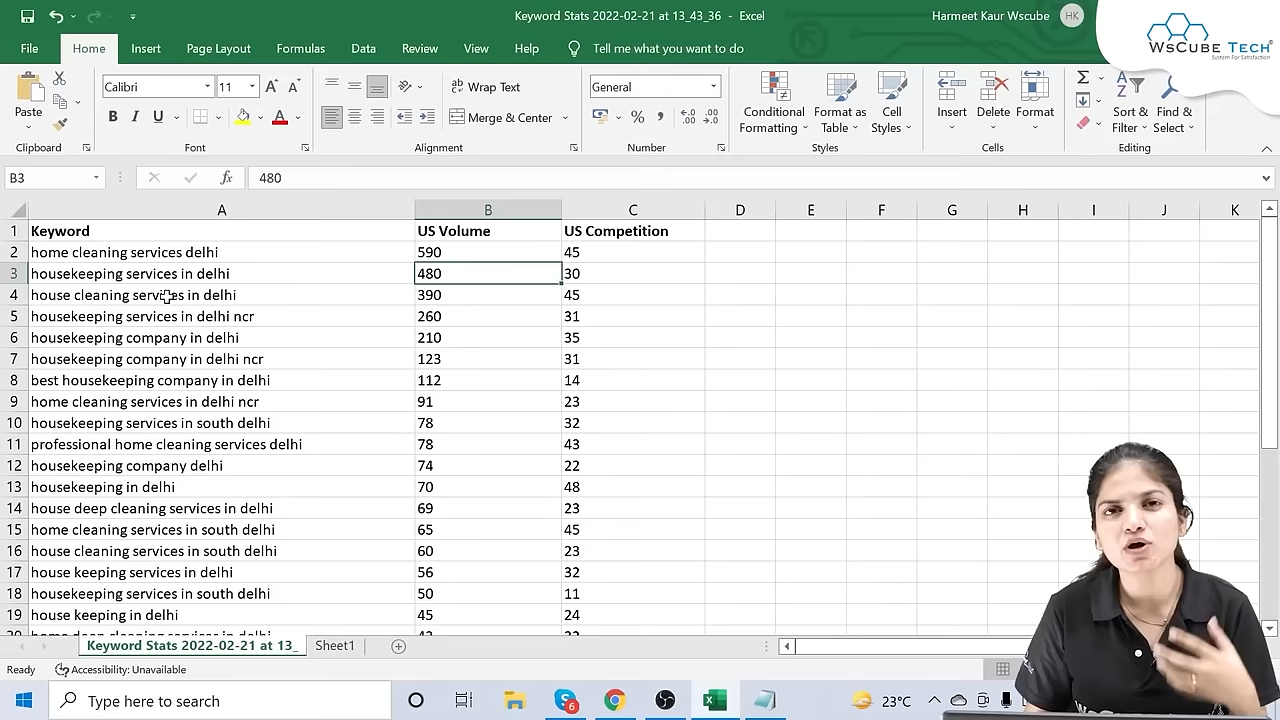 Keyword Stats 2022-02-21 at 13_43_36 - Excel
Harmeet Kaur Wscube
HK
WsCube Tech
System For Satisfaction
File Home Insert Page Layout Formulas Data Review View Help Tell me what you want to do
Paste
Clipboard
Calibri 11
B I U
Font
Wrap Text
Merge & Center
Alignment
General
Number
Conditional Formatting
Format as Table
Cell Styles
Styles
Insert Delete Format
Cells
Sort & Filter
Find & Select
Editing
B3 fx 480
A B C D E F G H I J K
1 Keyword US Volume US Competition
2 home cleaning services delhi 590 45
3 housekeeping services in delhi 480 30
4 house cleaning services in delhi 390 45
5 housekeeping services in delhi ncr 260 31
6 housekeeping company in delhi 210 35
7 housekeeping company in delhi ncr 123 31
8 best housekeeping company in delhi 112 14
9 home cleaning services in delhi ncr 91 23
10 housekeeping services in south delhi 78 32
11 professional home cleaning services delhi 78 43
12 housekeeping company delhi 74 22
13 housekeeping in delhi 70 48
14 house deep cleaning services in delhi 69 23
15 home cleaning services in south delhi 65 45
16 house cleaning services in south delhi 60 23
17 house keeping services in delhi 56 32
18 housekeeping services in south delhi 50 11
19 house keeping in delhi 45 24
Keyword Stats 2022-02-21 at 13_ Sheet1
Ready Accessibility: Unavailable
Type here to search
6
23°C